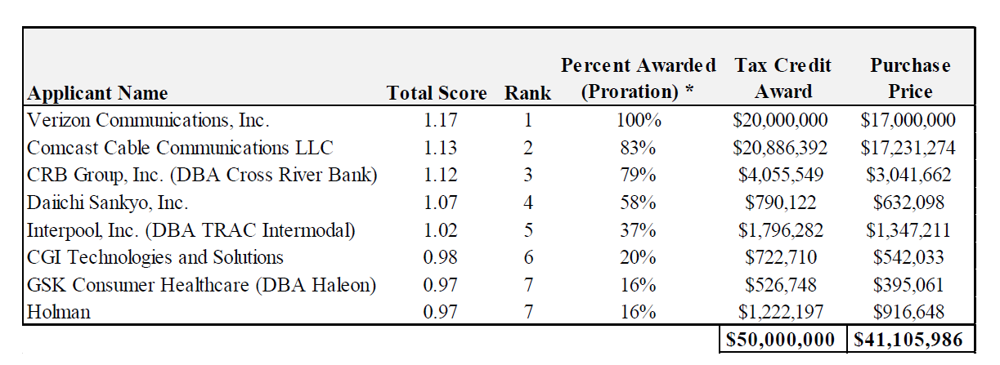 Percent Awarded Tax Credit Purchase
Applicant Name Total Score Rank (Proration) * Award Price
Verizon Communications, Inc. 1.17 1 100% $20,000,000 $17,000,000
Comcast Cable Communications LLC 1.13 2 83% $20,886,392 $17,231,274
CRB Group, Inc. (DBA Cross River Bank) 1.12 3 79% $4,055,549 $3,041,662
Daiichi Sankyo, Inc. 1.07 4 58% $790,122 $632,098
Interpool, Inc. (DBA TRAC Intermodal) 1.02 5 37% $1,796,282 $1,347,211
CGI Technologies and Solutions 0.98 6 20% $722,710 $542,033
GSK Consumer Healthcare (DBA Haleon) 0.97 7 16% $526,748 $395,061
Holman 0.97 7 16% $1,222,197 $916,648
$50,000,000 $41,105,986